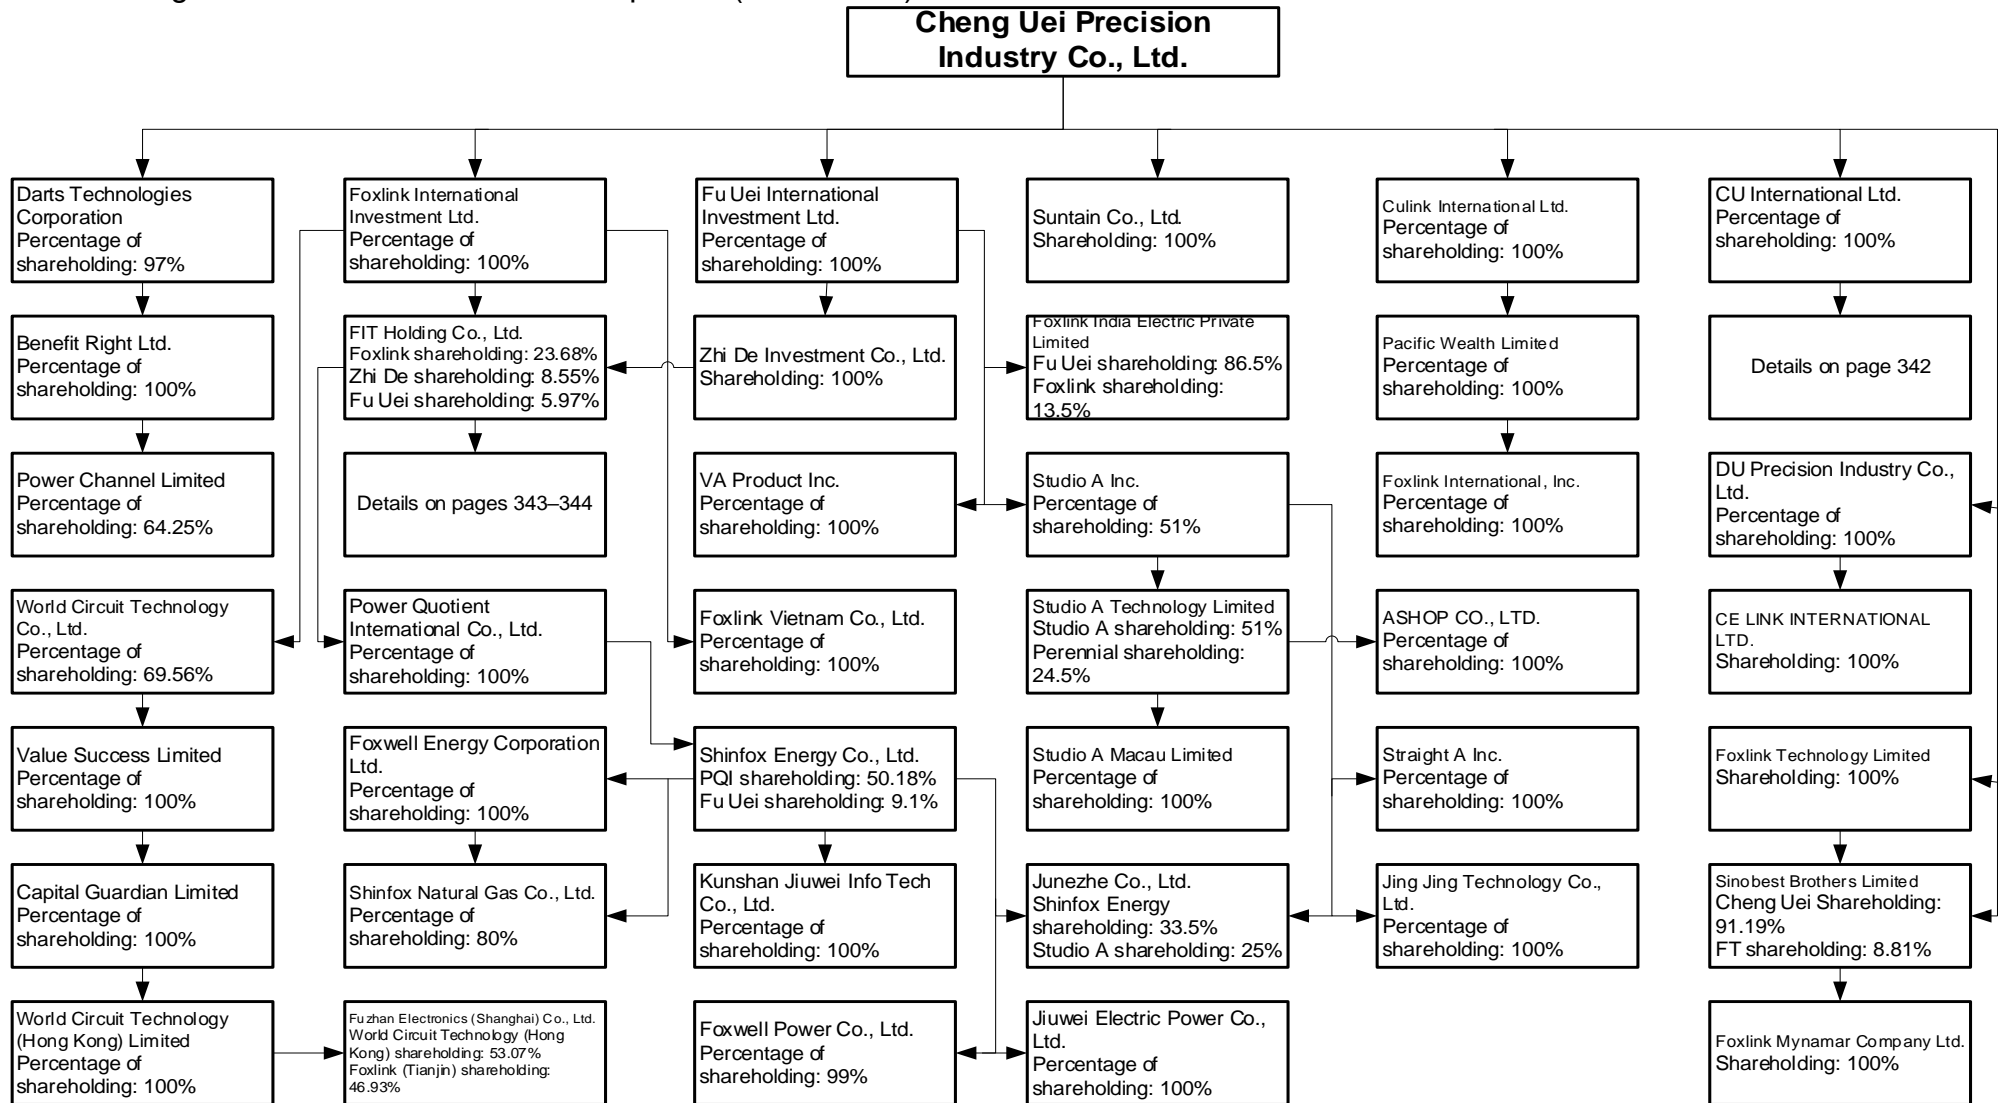 Cheng Uei Precision
Industry Co., Ltd.
Darts Technologies
Corporation
Percentage of
shareholding: 97%
Foxlink International
Investment Ltd.
Percentage of
shareholding: 100%
Fu Uei International
Investment Ltd.
Percentage of
shareholding: 100%
Suntain Co., Ltd.
Shareholding: 100%
Culink International Ltd.
Percentage of
shareholding: 100%
CU International Ltd.
Percentage of
shareholding: 100%
Benefit Right Ltd.
Percentage of
shareholding: 100%
FIT Holding Co., Ltd.
Foxlink shareholding: 23.68%
Zhi De shareholding: 8.55%
Fu Uei shareholding: 5.97%
Zhi De Investment Co., Ltd.
Shareholding: 100%
Foxlink India Electric Private
Limited
Fu Uei shareholding: 86.5%
Foxlink shareholding:
13.5%
Pacific Wealth Limited
Percentage of
shareholding: 100%
Details on page 342
Power Channel Limited
Percentage of
shareholding: 64.25%
Details on pages 343–344
VA Product Inc.
Percentage of
shareholding: 100%
Studio A Inc.
Percentage of
shareholding: 51%
Foxlink International, Inc.
Percentage of
shareholding: 100%
DU Precision Industry Co.,
Ltd.
Percentage of
shareholding: 100%
World Circuit Technology
Co., Ltd.
Percentage of
shareholding: 69.56%
Power Quotient
International Co., Ltd.
Percentage of
shareholding: 100%
Foxlink Vietnam Co., Ltd.
Percentage of
shareholding: 100%
Studio A Technology Limited
Studio A shareholding: 51%
Perennial shareholding:
24.5%
ASHOP CO., LTD.
Percentage of
shareholding: 100%
CE LINK INTERNATIONAL
LTD.
Shareholding: 100%
Value Success Limited
Percentage of
shareholding: 100%
Foxwell Energy Corporation
Ltd.
Percentage of
shareholding: 100%
Shinfox Energy Co., Ltd.
PQI shareholding: 50.18%
Fu Uei shareholding: 9.1%
Studio A Macau Limited
Percentage of
shareholding: 100%
Straight A Inc.
Percentage of
shareholding: 100%
Foxlink Technology Limited
Shareholding: 100%
Capital Guardian Limited
Percentage of
shareholding: 100%
Shinfox Natural Gas Co., Ltd.
Percentage of
shareholding: 80%
Kunshan Jiuwei Info Tech
Co., Ltd.
Percentage of
shareholding: 100%
Junezhe Co., Ltd.
Shinfox Energy
shareholding: 33.5%
Studio A shareholding: 25%
Jing Jing Technology Co.,
Ltd.
Percentage of
shareholding: 100%
Sinobest Brothers Limited
Cheng Uei Shareholding:
91.19%
FT shareholding: 8.81%
World Circuit Technology
(Hong Kong) Limited
Percentage of
shareholding: 100%
Fuzhan Electronics (Shanghai) Co., Ltd.
World Circuit Technology (Hong
Kong) shareholding: 53.07%
Foxlink (Tianjin) shareholding:
46.93%
Foxwell Power Co., Ltd.
Percentage of
shareholding: 99%
Jiuwei Electric Power Co.,
Ltd.
Percentage of
shareholding: 100%
Foxlink Mynamar Company Ltd.
Shareholding: 100%